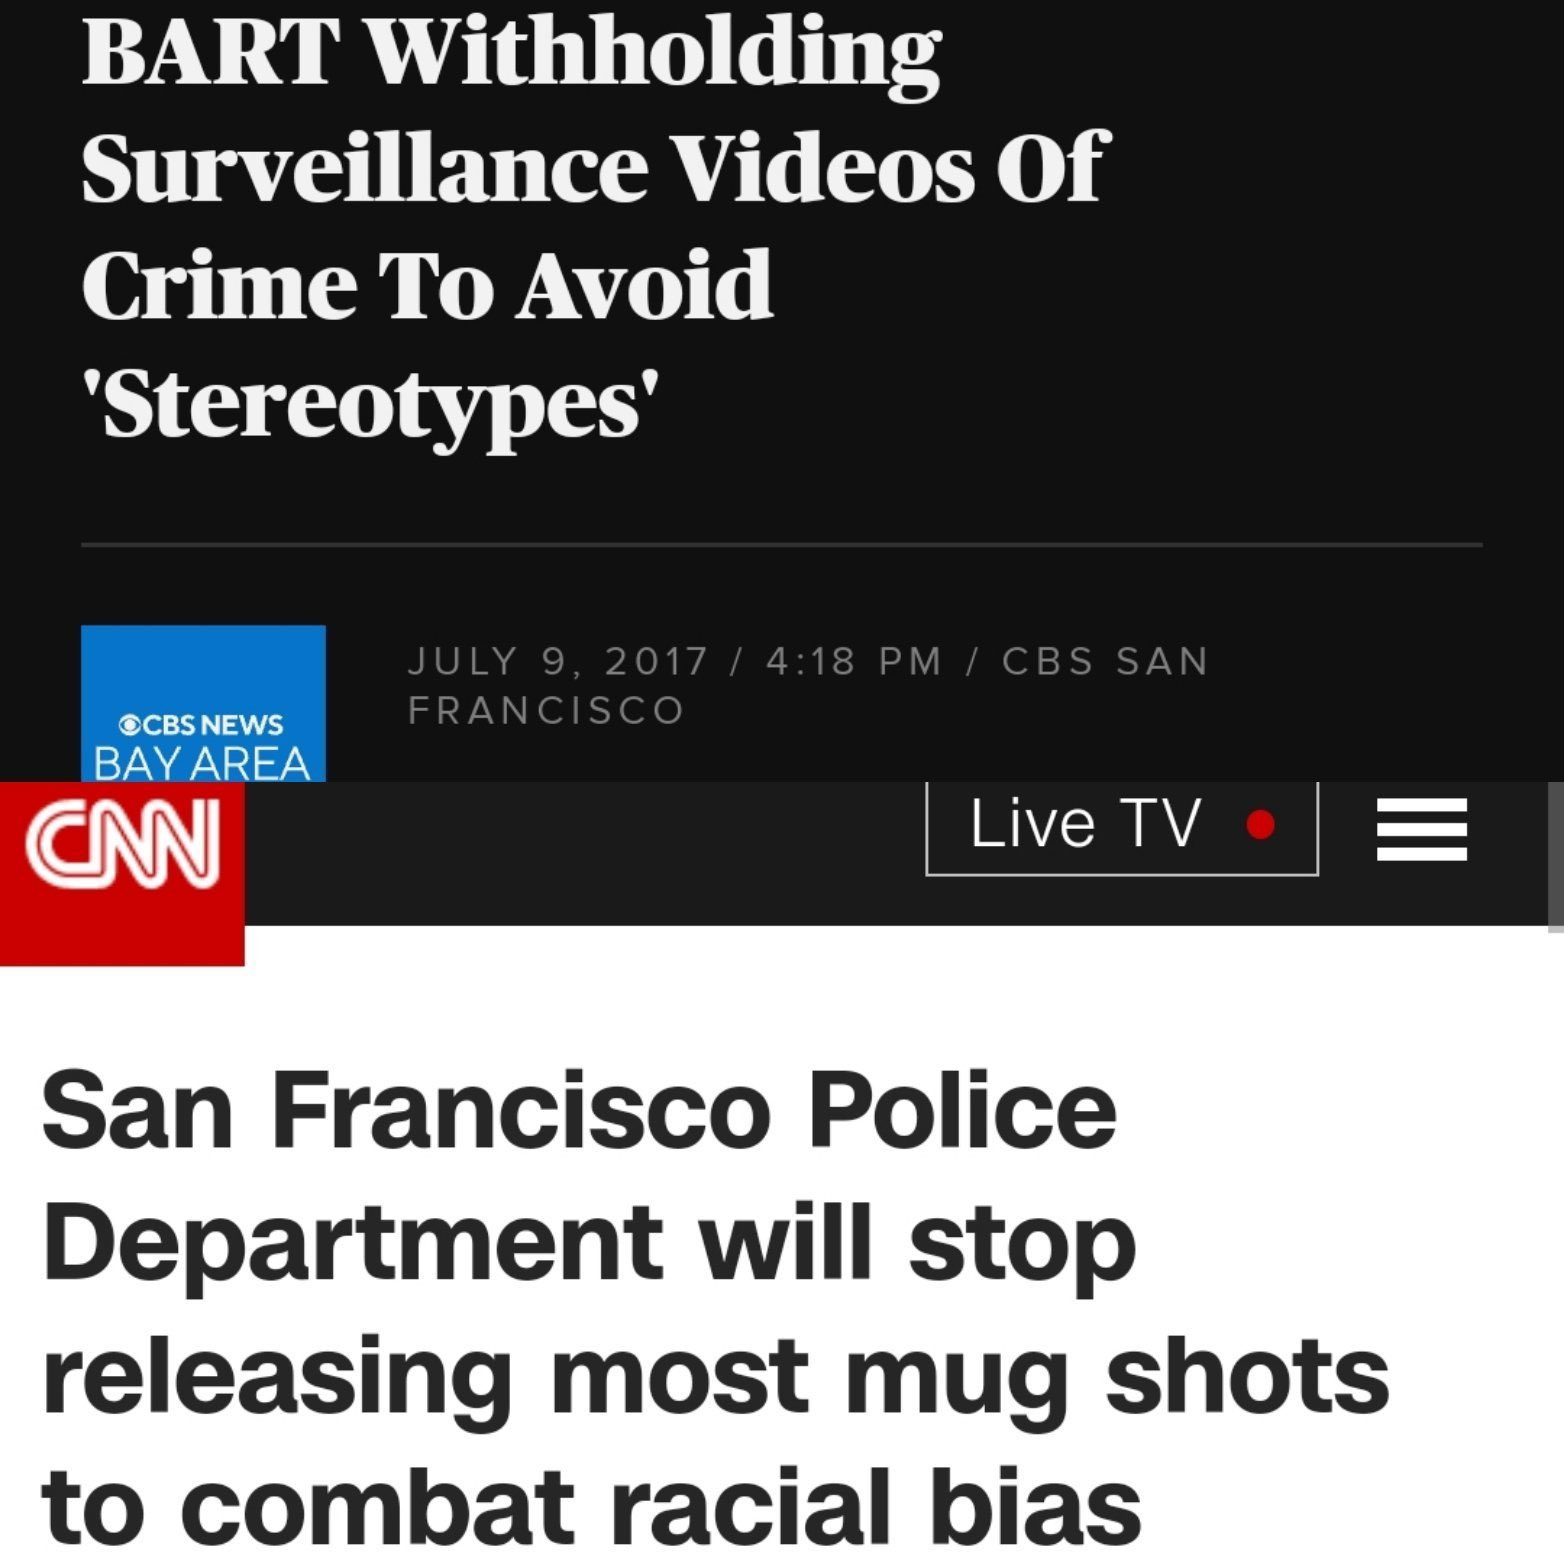 BART Withholding
Surveillance Videos Of
Crime To Avoid
'Stereotypes'
JULY 9, 2017 / 4:18 PM / CBS SAN
FRANCISCO
CBS NEWS
BAY AREA
CNN
Live TV
San Francisco Police
Department will stop
releasing most mug shots
to combat racial bias